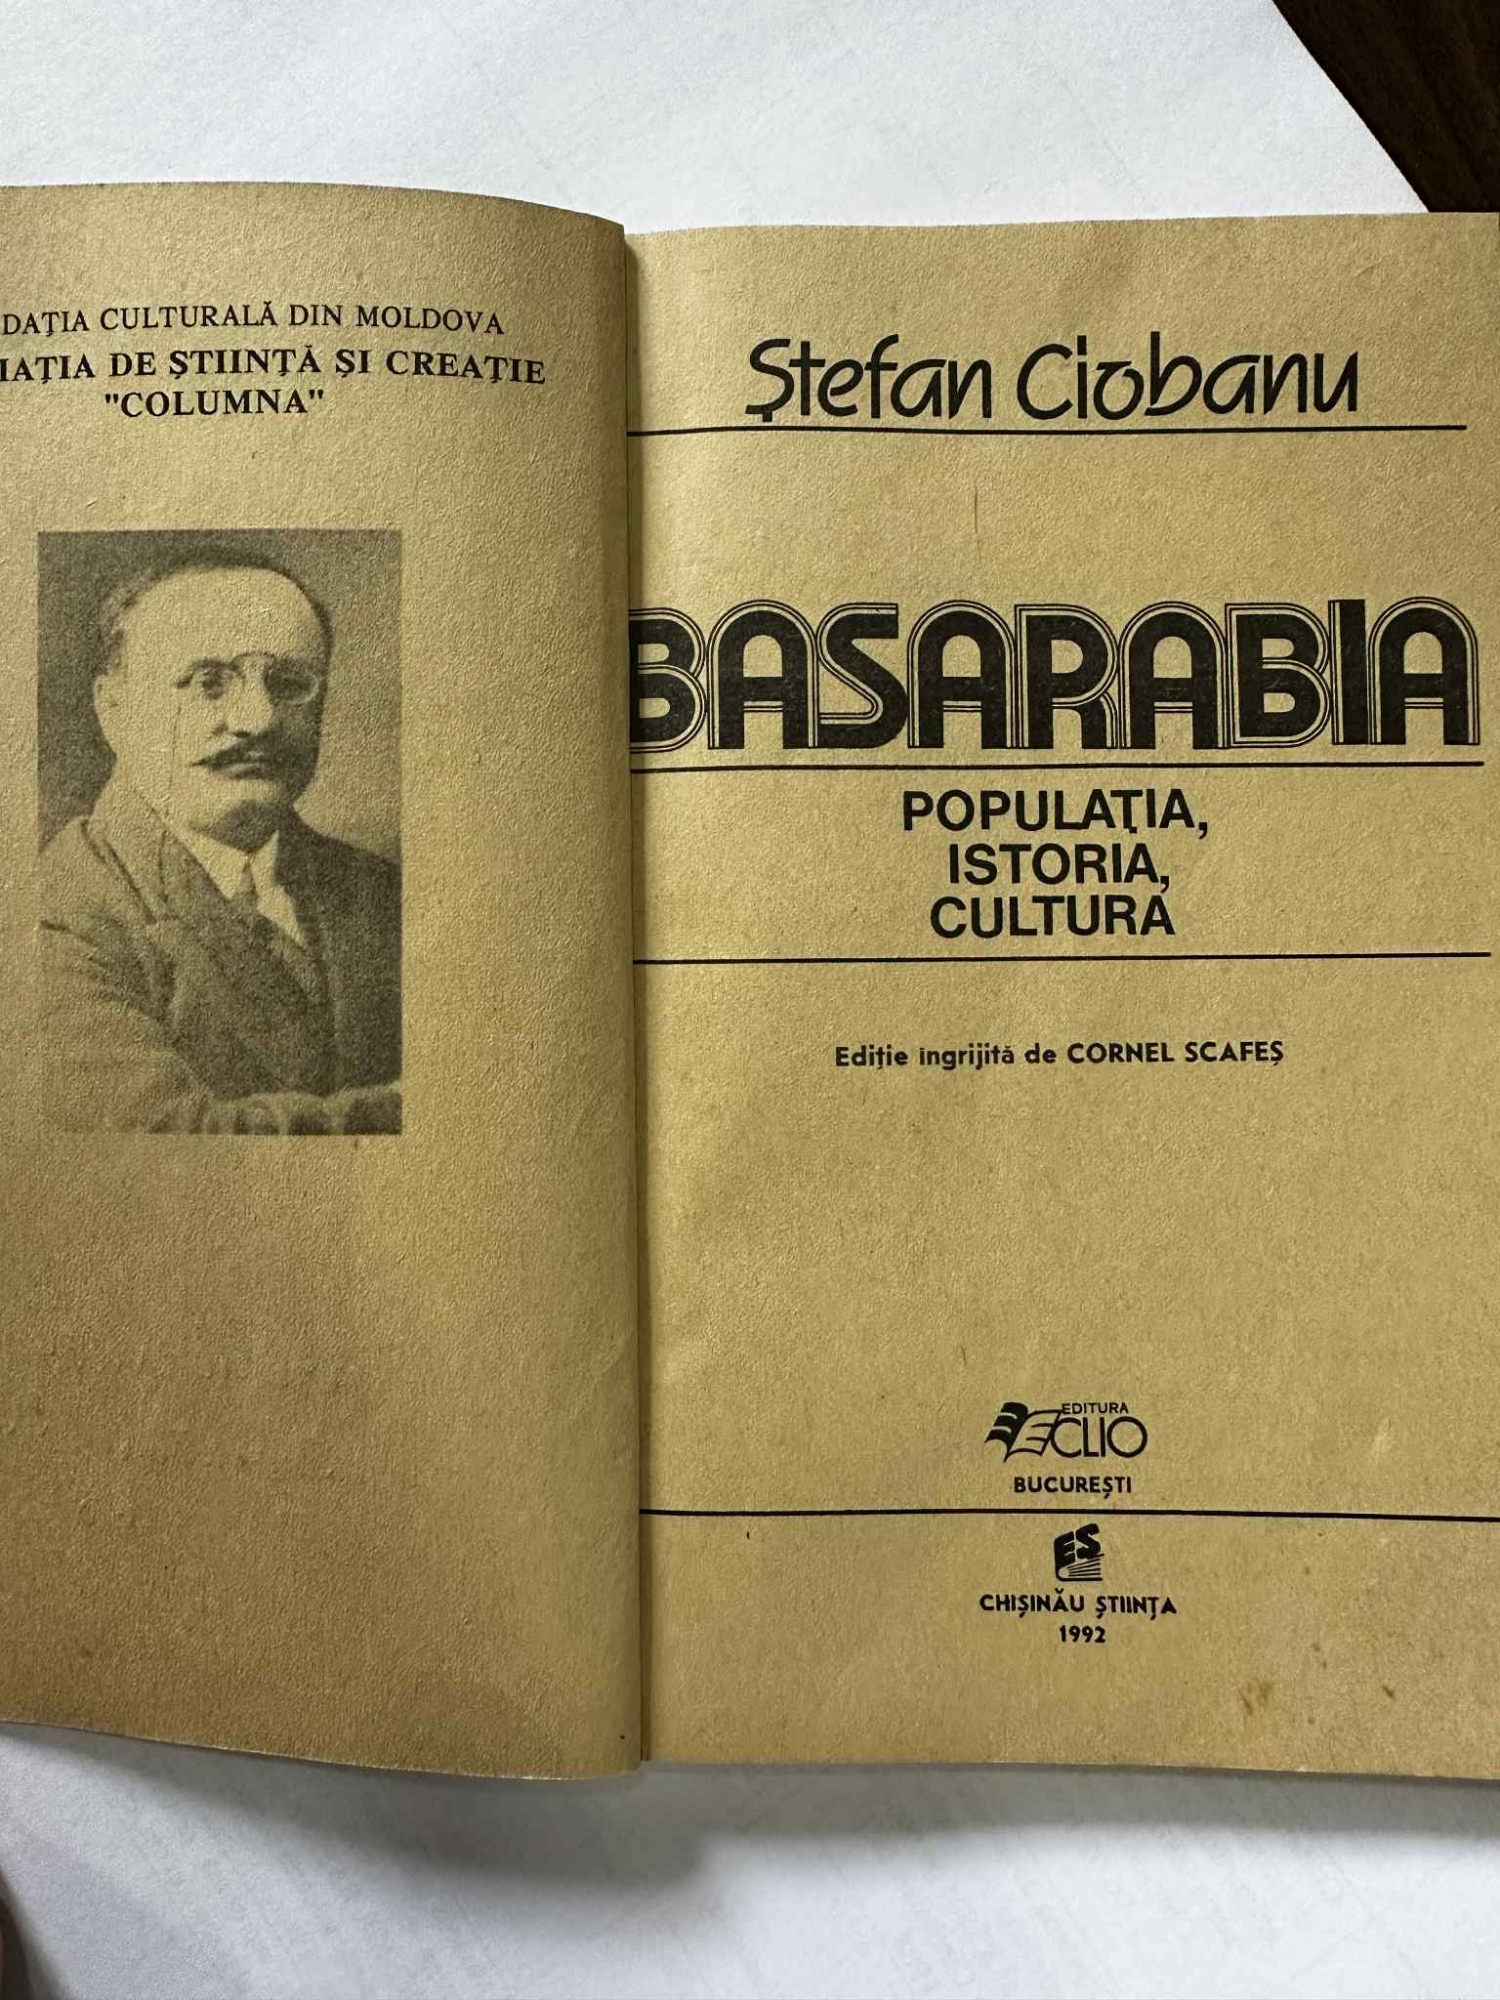 DAȚIA CULTURALĂ DIN MOLDOVA
IAȚIA DE ȘTIINȚĂ ȘI CREAȚIE
"COLUMNA"
Ștefan Ciobanu
BASARABIA
POPULAȚIA,
ISTORIA,
CULTURA
Ediție îngrijită de CORNEL SCAFEȘ
EDITURA
CLIO
BUCUREȘTI
ES
CHIȘINĂU ȘTIINȚA
1992